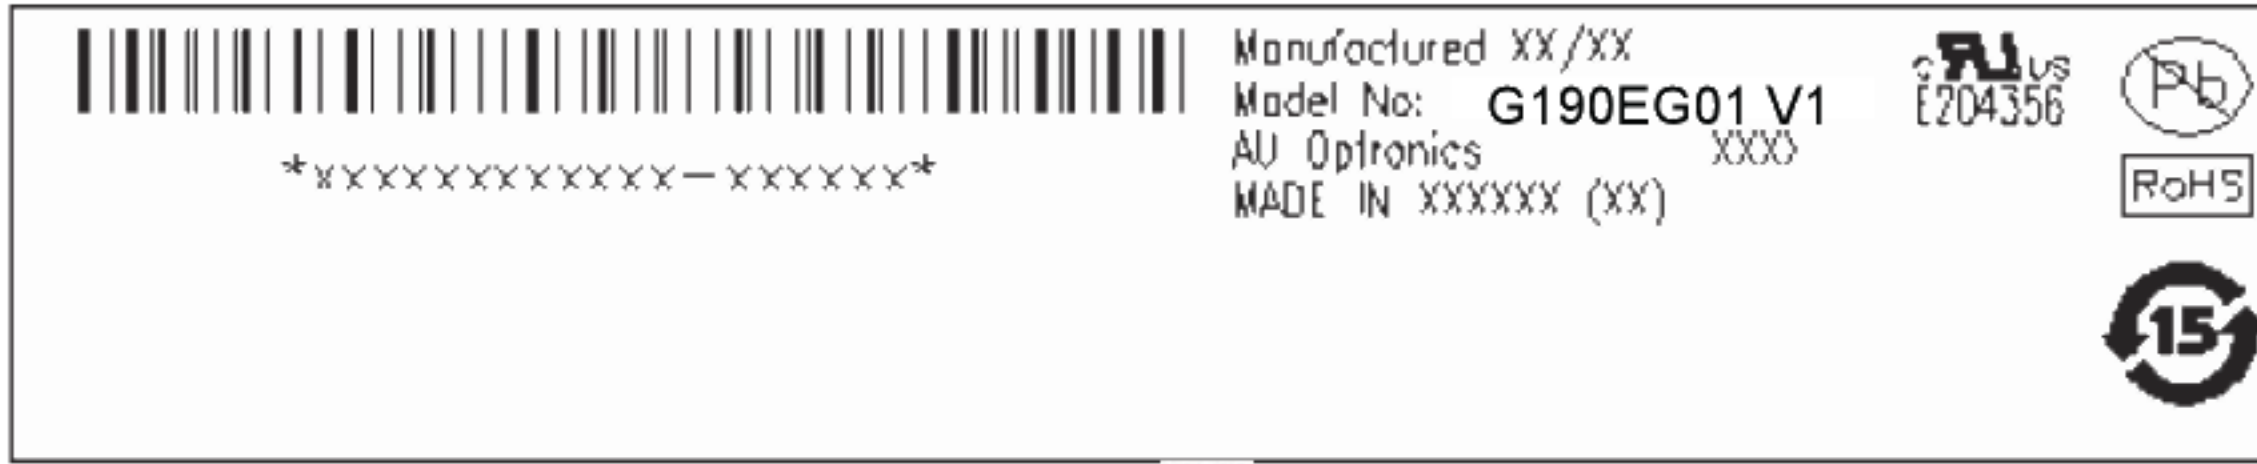 Manufactured XX/XX
Model No: G190EG01 V1
AU Optronics XXXX
MADE IN XXXXXX (XX)
*xxxxxxxxxxxx-xxxxxx*
c RU US
E204356
Pb
RoHS
15